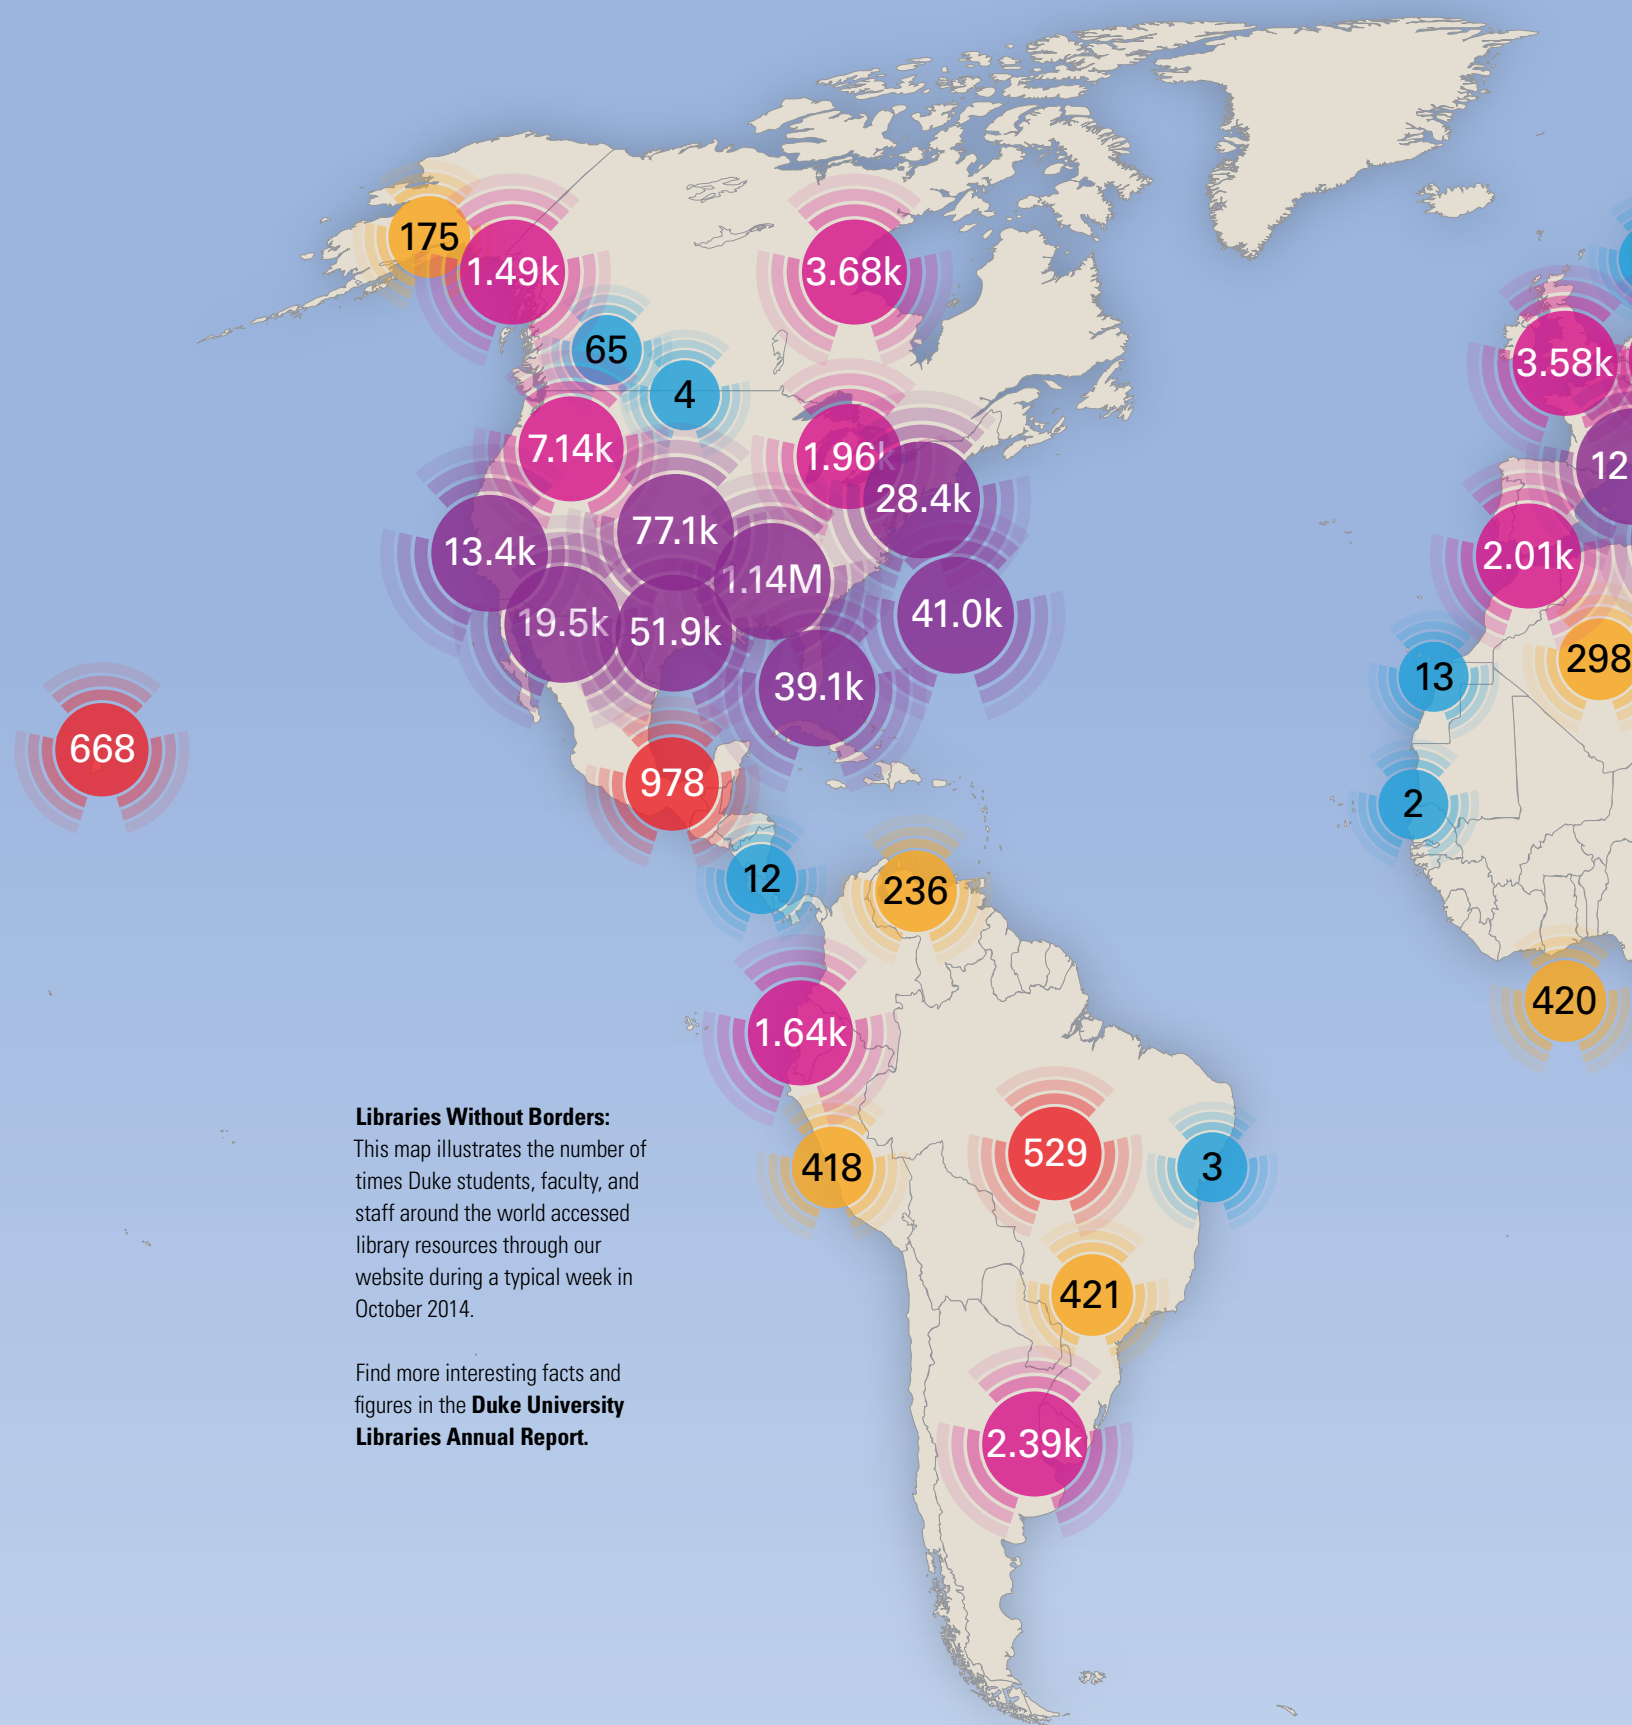 175
1.49k
3.68k
65
4
3.58k
7.14k
1.96k
28.4k
12
77.1k
13.4k
1.14M
2.01k
19.5k
51.9k
41.0k
39.1k
298
13
668
978
2
12
236
420
1.64k
Libraries Without Borders:
This map illustrates the number of
times Duke students, faculty, and
staff around the world accessed
library resources through our
website during a typical week in
October 2014.
Find more interesting facts and
figures in the Duke University
Libraries Annual Report.
418
529
3
421
2.39k